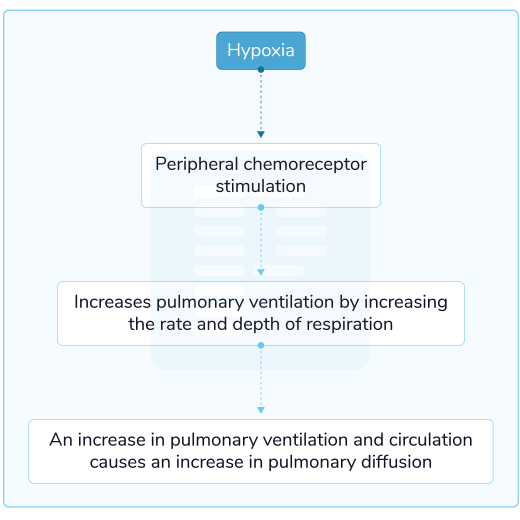 Hypoxia
Peripheral chemoreceptor
stimulation
Increases pulmonary ventilation by increasing
the rate and depth of respiration
An increase in pulmonary ventilation and circulation
causes an increase in pulmonary diffusion